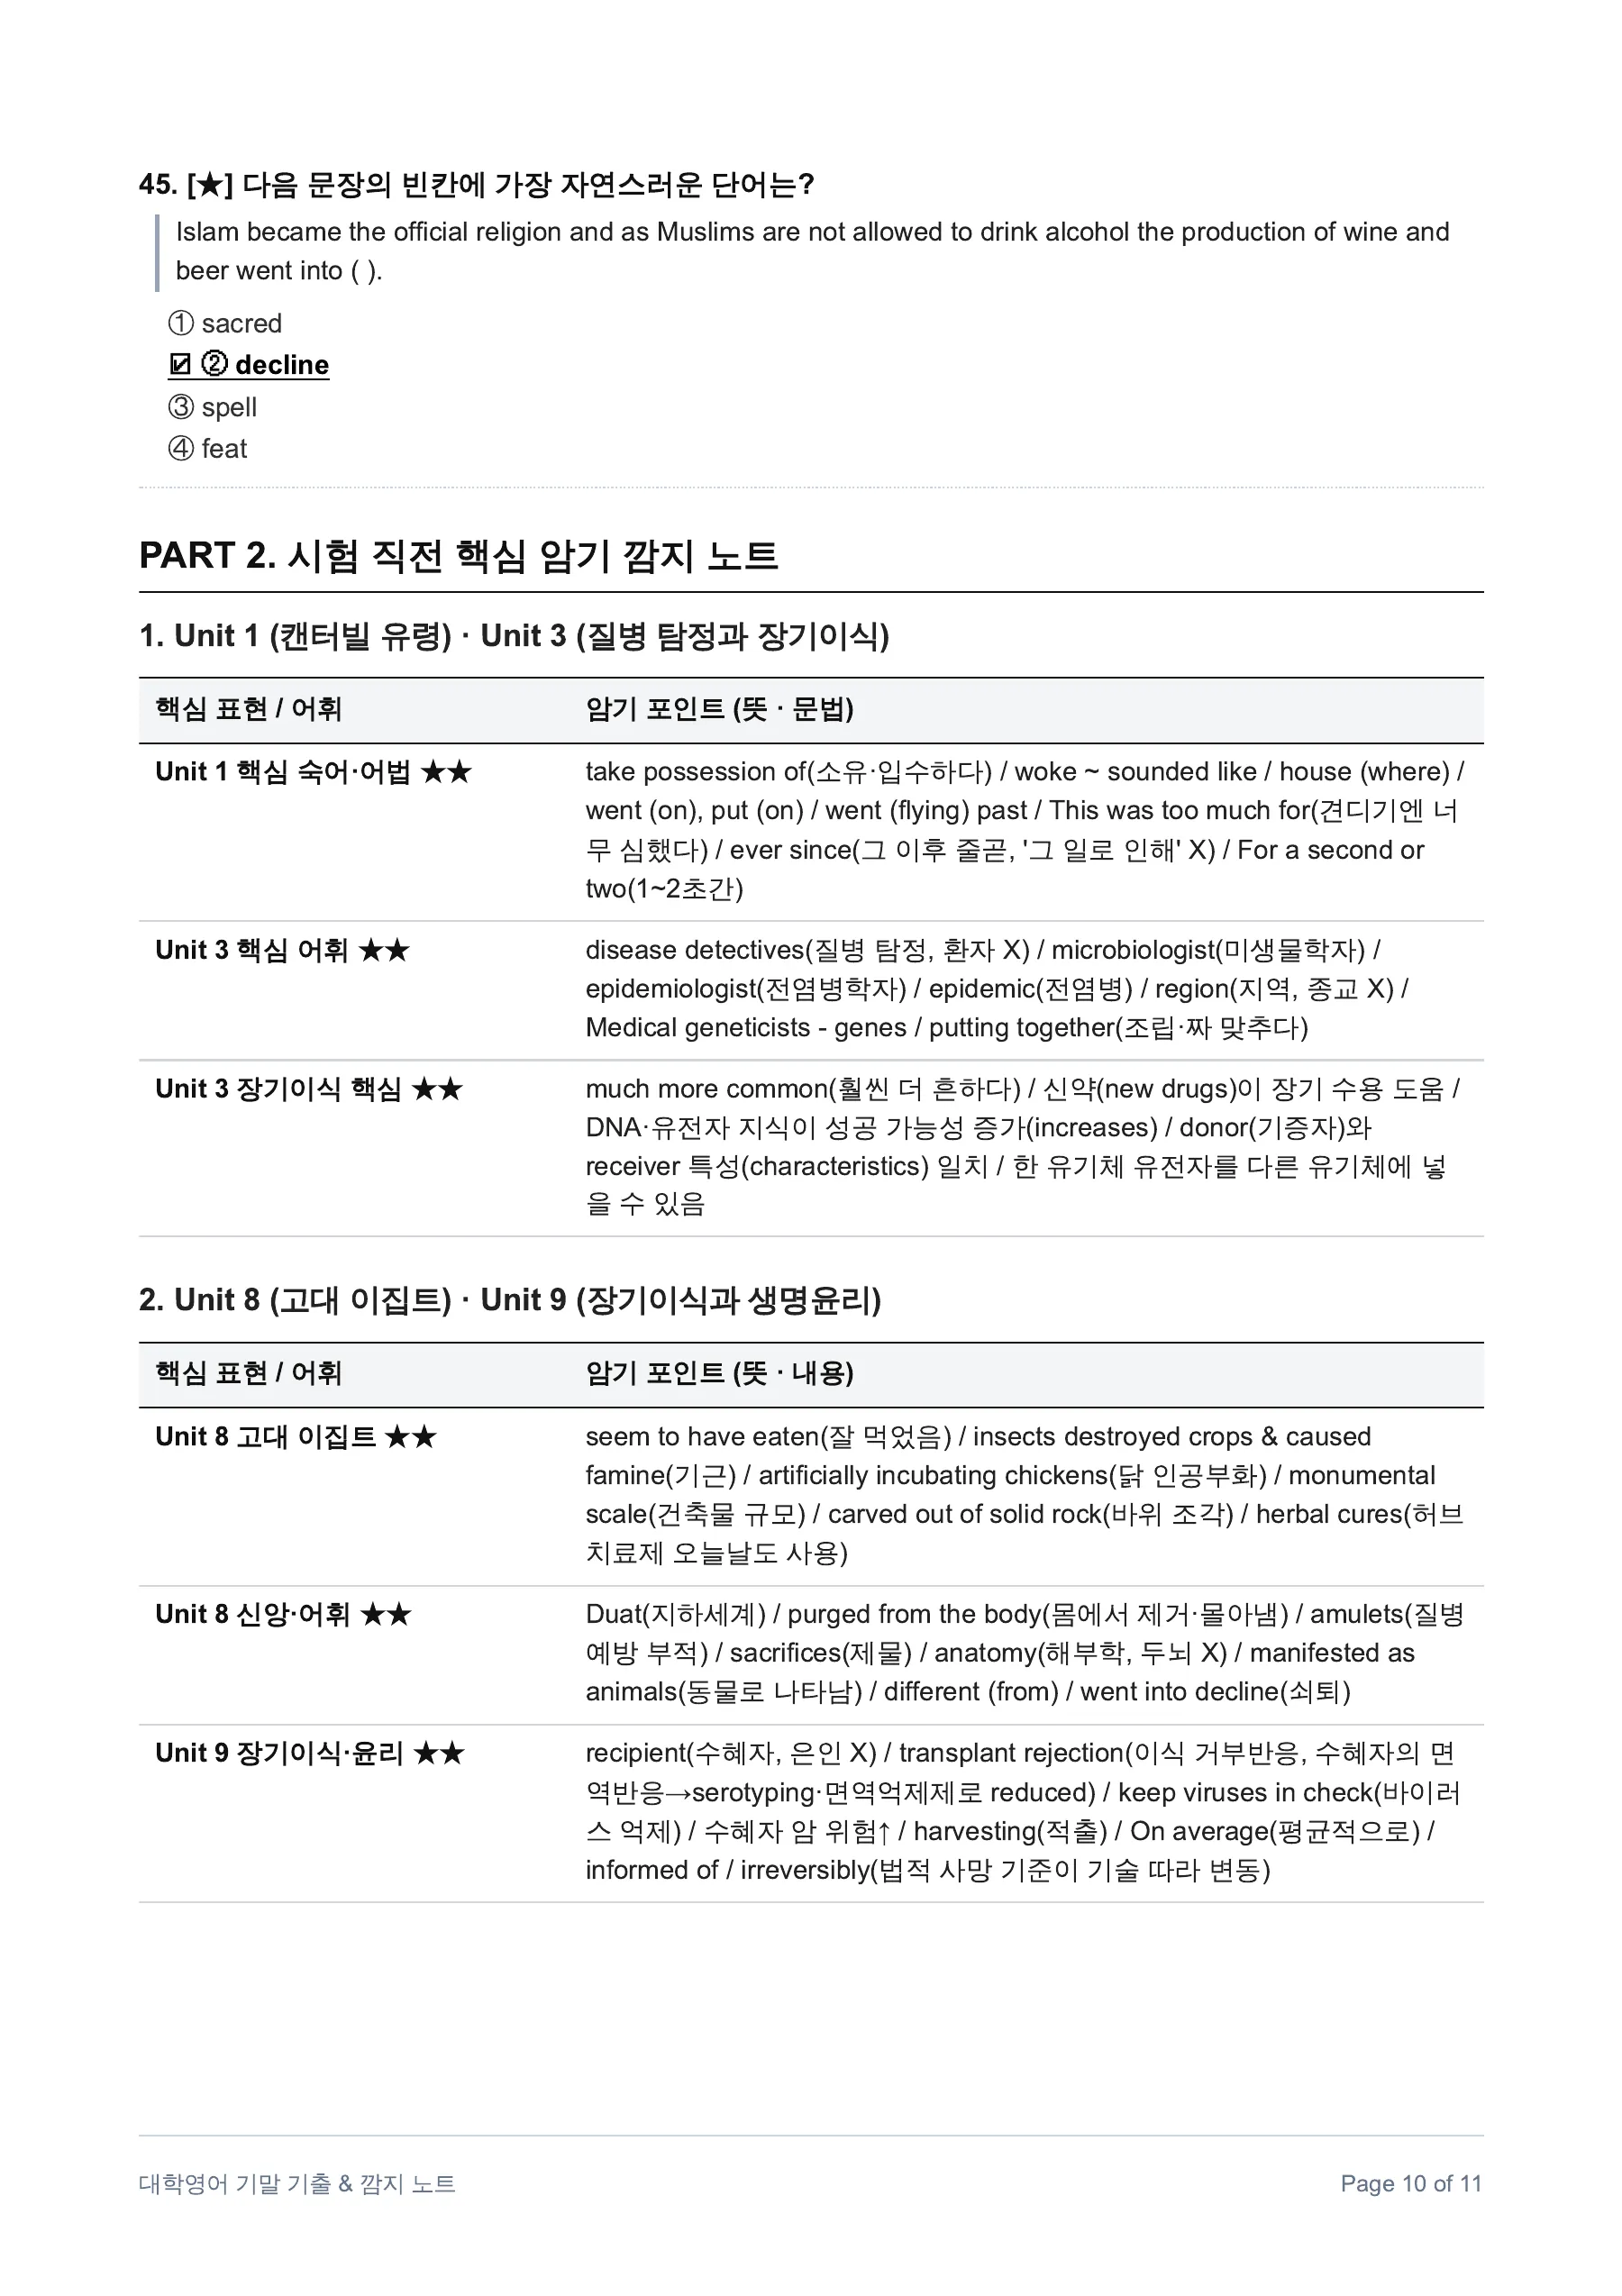 45. [★] 다음 문장의 빈칸에 가장 자연스러운 단어는?
Islam became the official religion and as Muslims are not allowed to drink alcohol the production of wine and
beer went into ( ).
① sacred
☑ ② decline
③ spell
④ feat
PART 2. 시험 직전 핵심 암기 깜지 노트
1. Unit 1 (캔터빌 유령) · Unit 3 (질병 탐정과 장기이식)
핵심 표현 / 어휘 암기 포인트 (뜻 · 문법)
Unit 1 핵심 숙어·어법 ★★ take possession of(소유·입수하다) / woke ~ sounded like / house (where) /
went (on), put (on) / went (flying) past / This was too much for(견디기엔 너
무 심했다) / ever since(그 이후 줄곧, '그 일로 인해' X) / For a second or
two(1~2초간)
Unit 3 핵심 어휘 ★★ disease detectives(질병 탐정, 환자 X) / microbiologist(미생물학자) /
epidemiologist(전염병학자) / epidemic(전염병) / region(지역, 종교 X) /
Medical geneticists - genes / putting together(조립·짜 맞추다)
Unit 3 장기이식 핵심 ★★ much more common(훨씬 더 흔하다) / 신약(new drugs)이 장기 수용 도움 /
DNA·유전자 지식이 성공 가능성 증가(increases) / donor(기증자)와
receiver 특성(characteristics) 일치 / 한 유기체 유전자를 다른 유기체에 넣
을 수 있음
2. Unit 8 (고대 이집트) · Unit 9 (장기이식과 생명윤리)
핵심 표현 / 어휘 암기 포인트 (뜻 · 내용)
Unit 8 고대 이집트 ★★ seem to have eaten(잘 먹었음) / insects destroyed crops & caused
famine(기근) / artificially incubating chickens(닭 인공부화) / monumental
scale(건축물 규모) / carved out of solid rock(바위 조각) / herbal cures(허브
치료제 오늘날도 사용)
Unit 8 신앙·어휘 ★★ Duat(지하세계) / purged from the body(몸에서 제거·몰아냄) / amulets(질병
예방 부적) / sacrifices(제물) / anatomy(해부학, 두뇌 X) / manifested as
animals(동물로 나타남) / different (from) / went into decline(쇠퇴)
Unit 9 장기이식·윤리 ★★ recipient(수혜자, 은인 X) / transplant rejection(이식 거부반응, 수혜자의 면
역반응→serotyping·면역억제제로 reduced) / keep viruses in check(바이러
스 억제) / 수혜자 암 위험↑ / harvesting(적출) / On average(평균적으로) /
informed of / irreversibly(법적 사망 기준이 기술 따라 변동)
대학영어 기말 기출 & 깜지 노트 Page 10 of 11